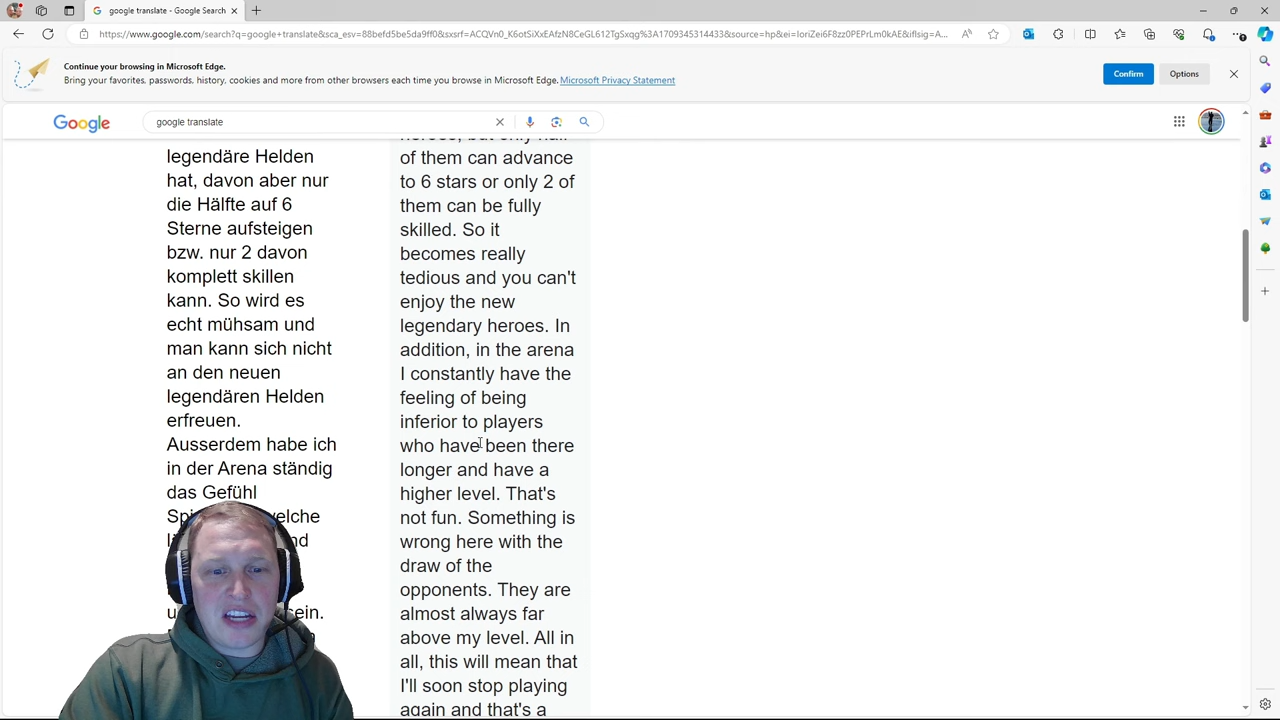 google translate - Google Search
https://www.google.com/search?q=google+translate&sca_esv=88befd5be5da9ff0&sxsrf=ACQVn0_K6otSiXxEAfzN8CeGL612TgSxqg%3A1709345314433&source=hp&ei=IoriZei6F8zz0PEPrLm0kAE&iflsig=A...
Continue your browsing in Microsoft Edge.
Bring your favorites, passwords, history, cookies and more from other browsers each time you browse in Microsoft Edge. Microsoft Privacy Statement
Confirm
Options
Google
google translate
legendäre Helden
hat, davon aber nur
die Hälfte auf 6
Sterne aufsteigen
bzw. nur 2 davon
komplett skillen
kann. So wird es
echt mühsam und
man kann sich nicht
an den neuen
legendären Helden
erfreuen.
Ausserdem habe ich
in der Arena ständig
das Gefühl
heroes, but only half
of them can advance
to 6 stars or only 2 of
them can be fully
skilled. So it
becomes really
tedious and you can't
enjoy the new
legendary heroes. In
addition, in the arena
I constantly have the
feeling of being
inferior to players
who have been there
longer and have a
higher level. That's
not fun. Something is
wrong here with the
draw of the
opponents. They are
almost always far
above my level. All in
all, this will mean that
I'll soon stop playing
again and that's a